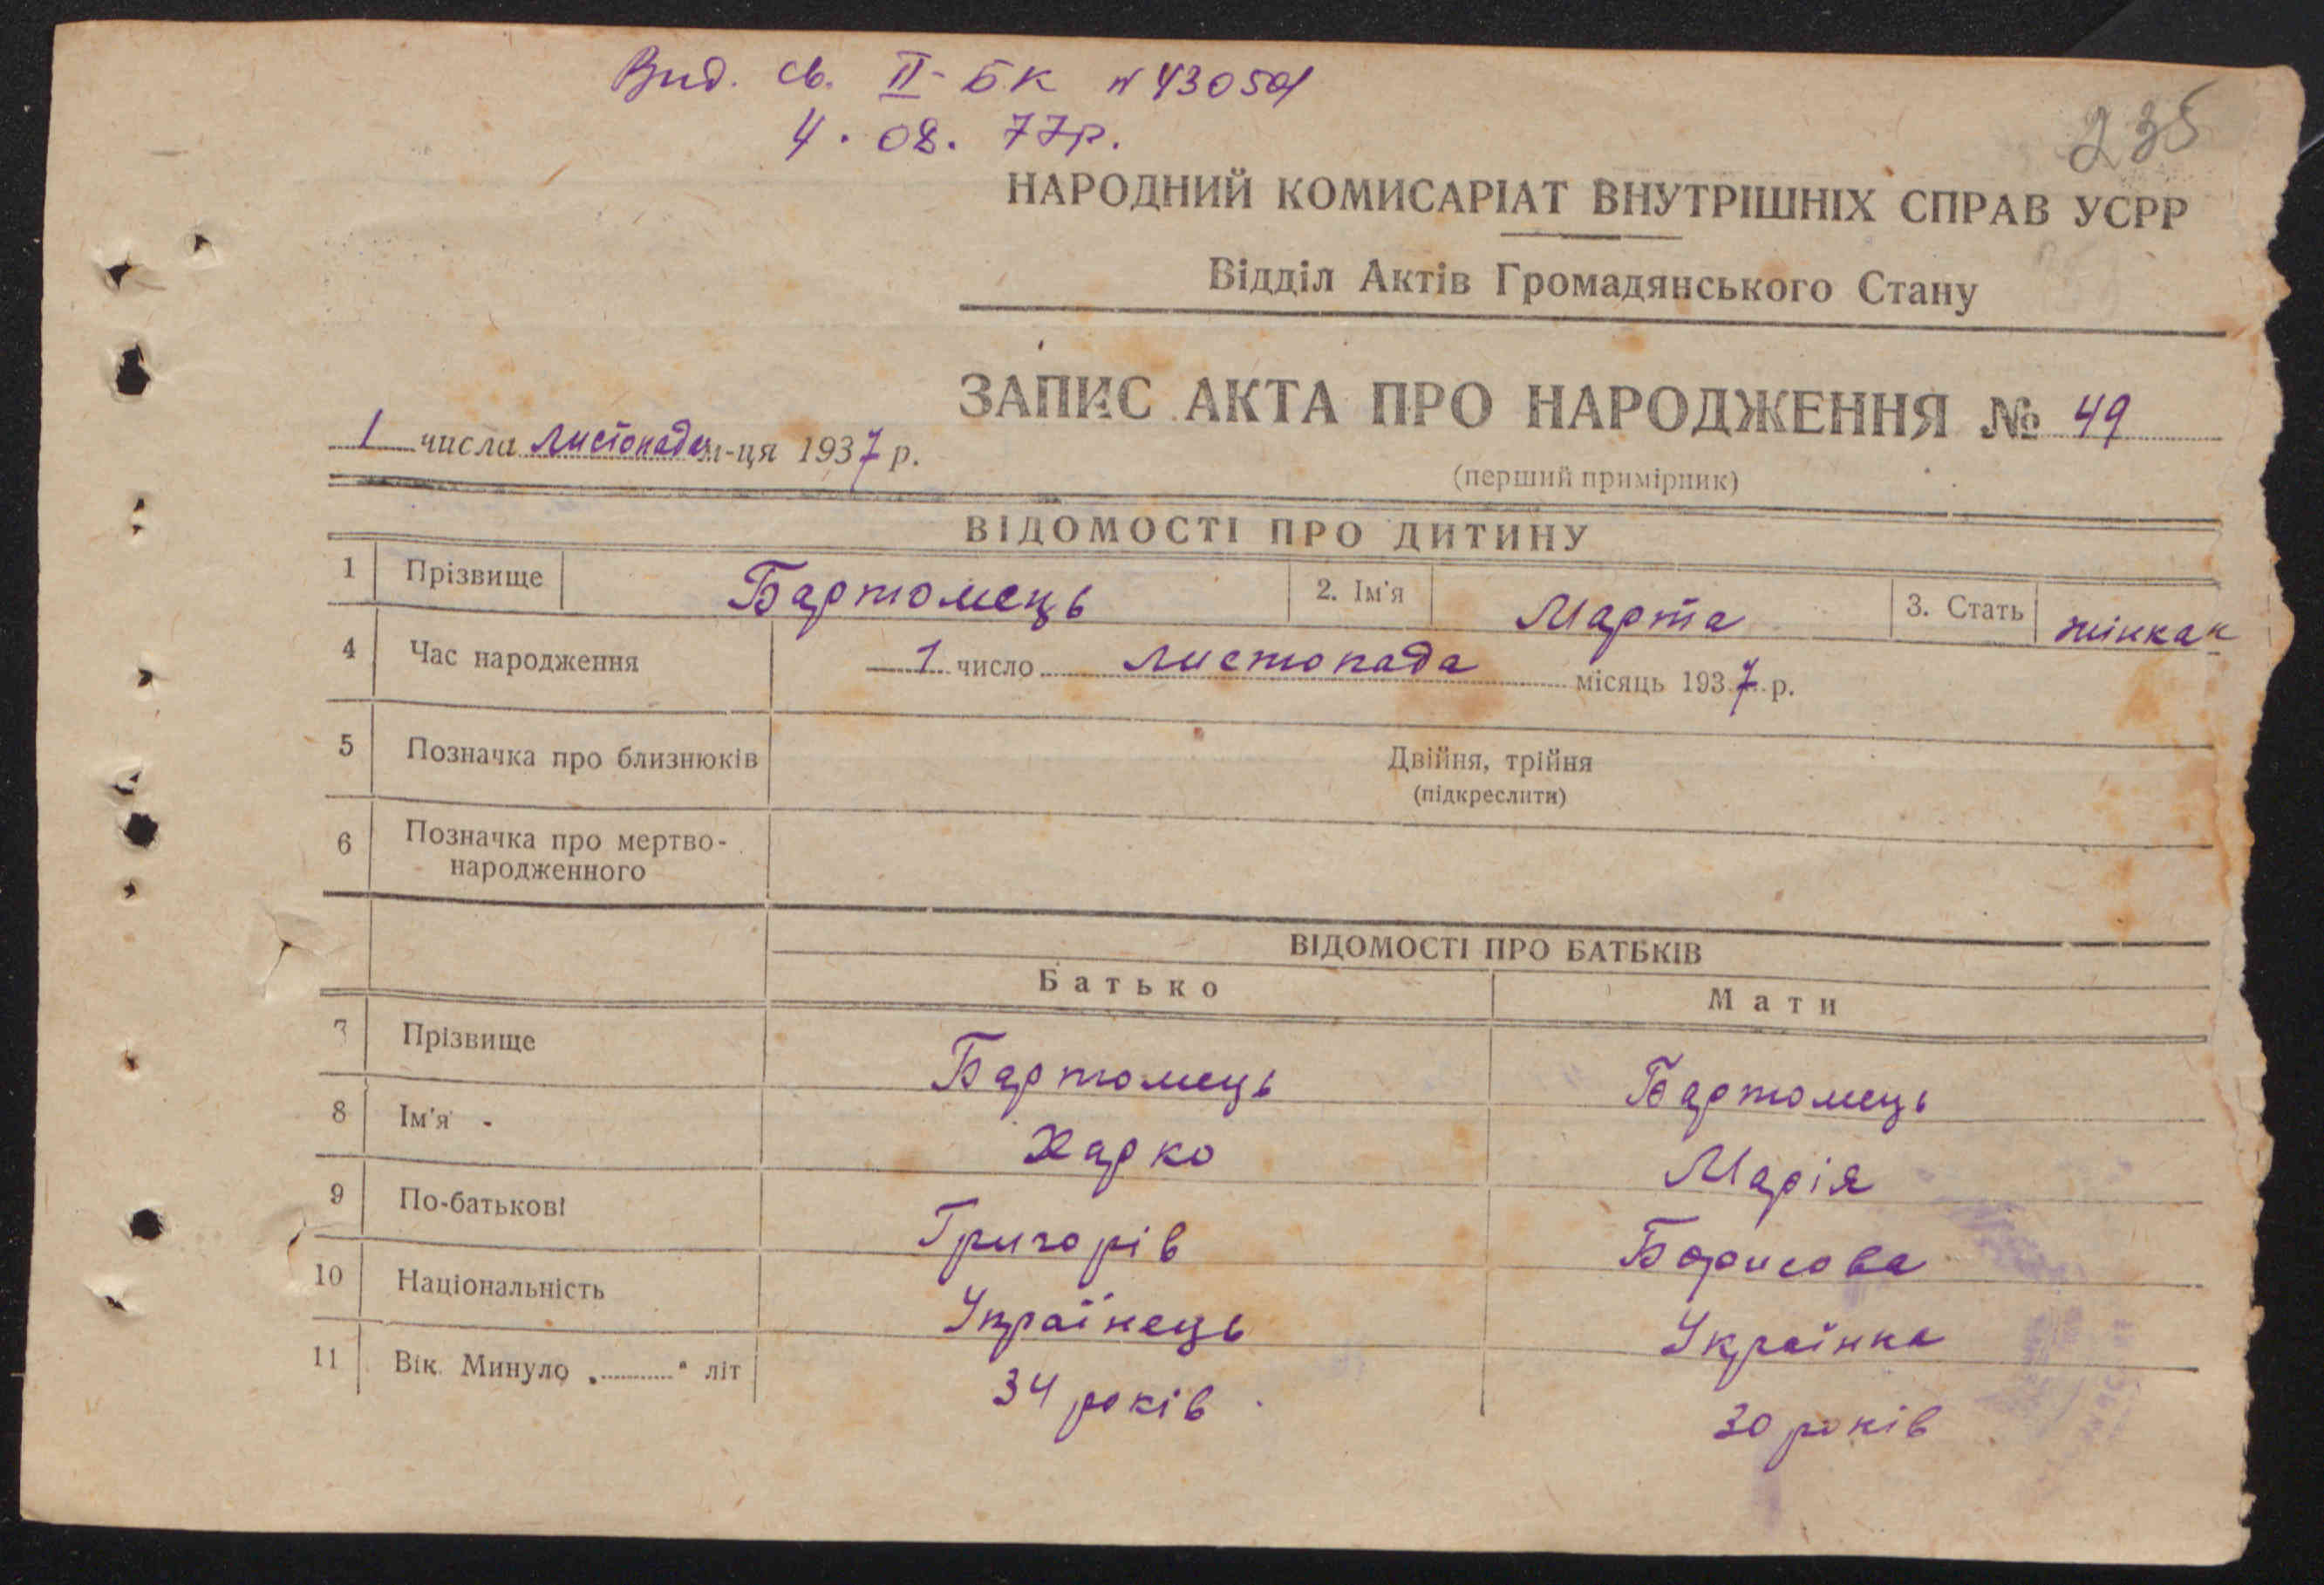 Вид. св. II-БК № 430501
4. 08. 77р.
235
НАРОДНИЙ КОМИСАРІАТ ВНУТРІШНІХ СПРАВ УСРР
Відділ Актів Громадянського Стану
ЗАПИС АКТА ПРО НАРОДЖЕННЯ № 49
1 числа листопада м-ця 1937 р.
(перший примірник)
ВІДОМОСТІ ПРО ДИТИНУ
1 Прізвище Бартомець 2. Ім'я Марта 3. Стать
4 Час народження 1 число листопада місяць 1937 р.
5 Позначка про близнюків Двійня, трійня
(підкреслити)
6 Позначка про мертво-
народженного
ВІДОМОСТІ ПРО БАТЬКІВ
Батько Мати
7 Прізвище Бартомець Бартомець
8 Ім'я Харко Марія
9 По-батькові Григорів Борисова
10 Національність Українець Українка
11 Вік. Минуло „ “ літ 34 років 30 років